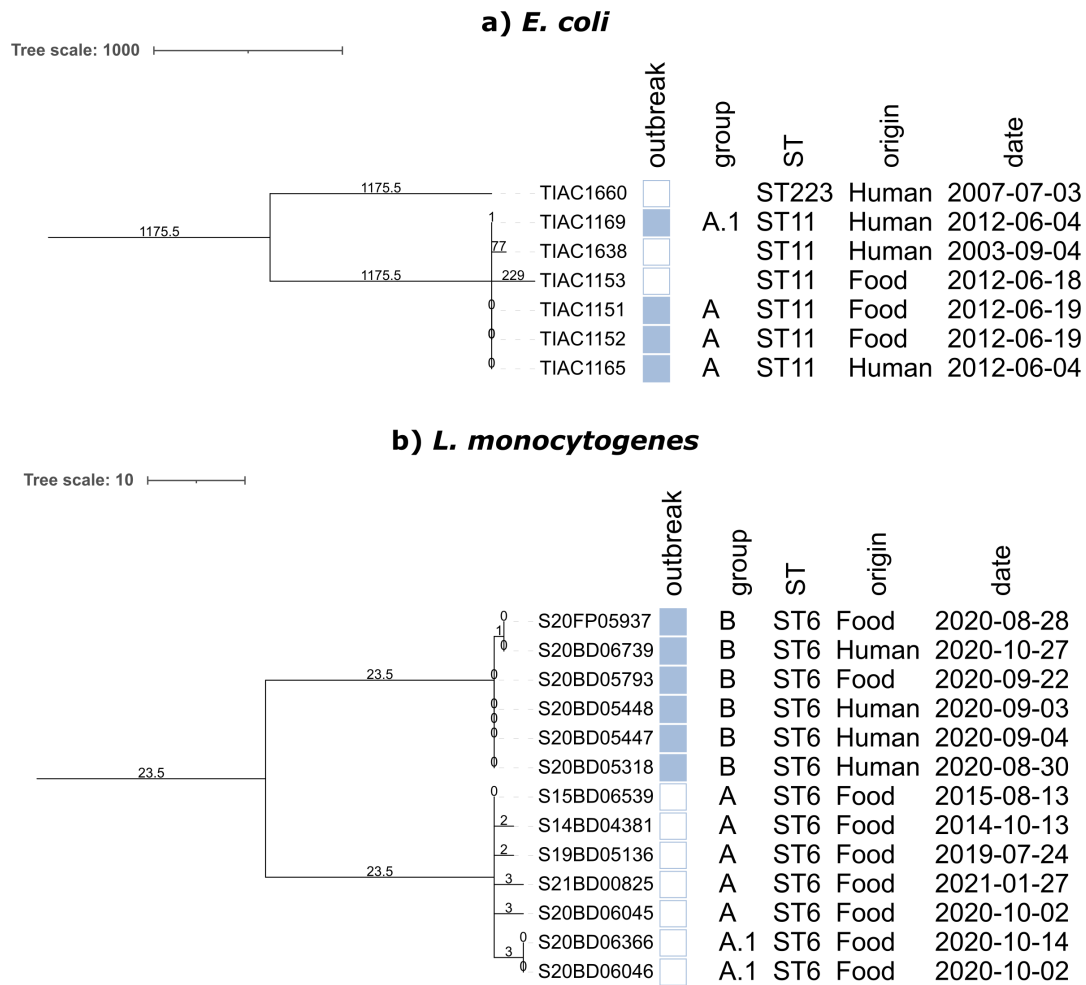 a) E. coli
Tree scale: 1000
outbreak group ST origin date
1175.5 TIAC1660 ST223 Human 2007-07-03
1 TIAC1169 A.1 ST11 Human 2012-06-04
1175.5
77 TIAC1638 ST11 Human 2003-09-04
1175.5 229 TIAC1153 ST11 Food 2012-06-18
0 TIAC1151 A ST11 Food 2012-06-19
0 TIAC1152 A ST11 Food 2012-06-19
0 TIAC1165 A ST11 Human 2012-06-04
b) L. monocytogenes
Tree scale: 10
outbreak group ST origin date
0 S20FP05937 B ST6 Food 2020-08-28
1
0 S20BD06739 B ST6 Human 2020-10-27
23.5 0 S20BD05793 B ST6 Food 2020-09-22
0 S20BD05448 B ST6 Human 2020-09-03
0
0 S20BD05447 B ST6 Human 2020-09-04
0 S20BD05318 B ST6 Human 2020-08-30
23.5
0 S15BD06539 A ST6 Food 2015-08-13
2 S14BD04381 A ST6 Food 2014-10-13
2 S19BD05136 A ST6 Food 2019-07-24
23.5 3 S21BD00825 A ST6 Food 2021-01-27
3 S20BD06045 A ST6 Food 2020-10-02
0 S20BD06366 A.1 ST6 Food 2020-10-14
3
0 S20BD06046 A.1 ST6 Food 2020-10-02